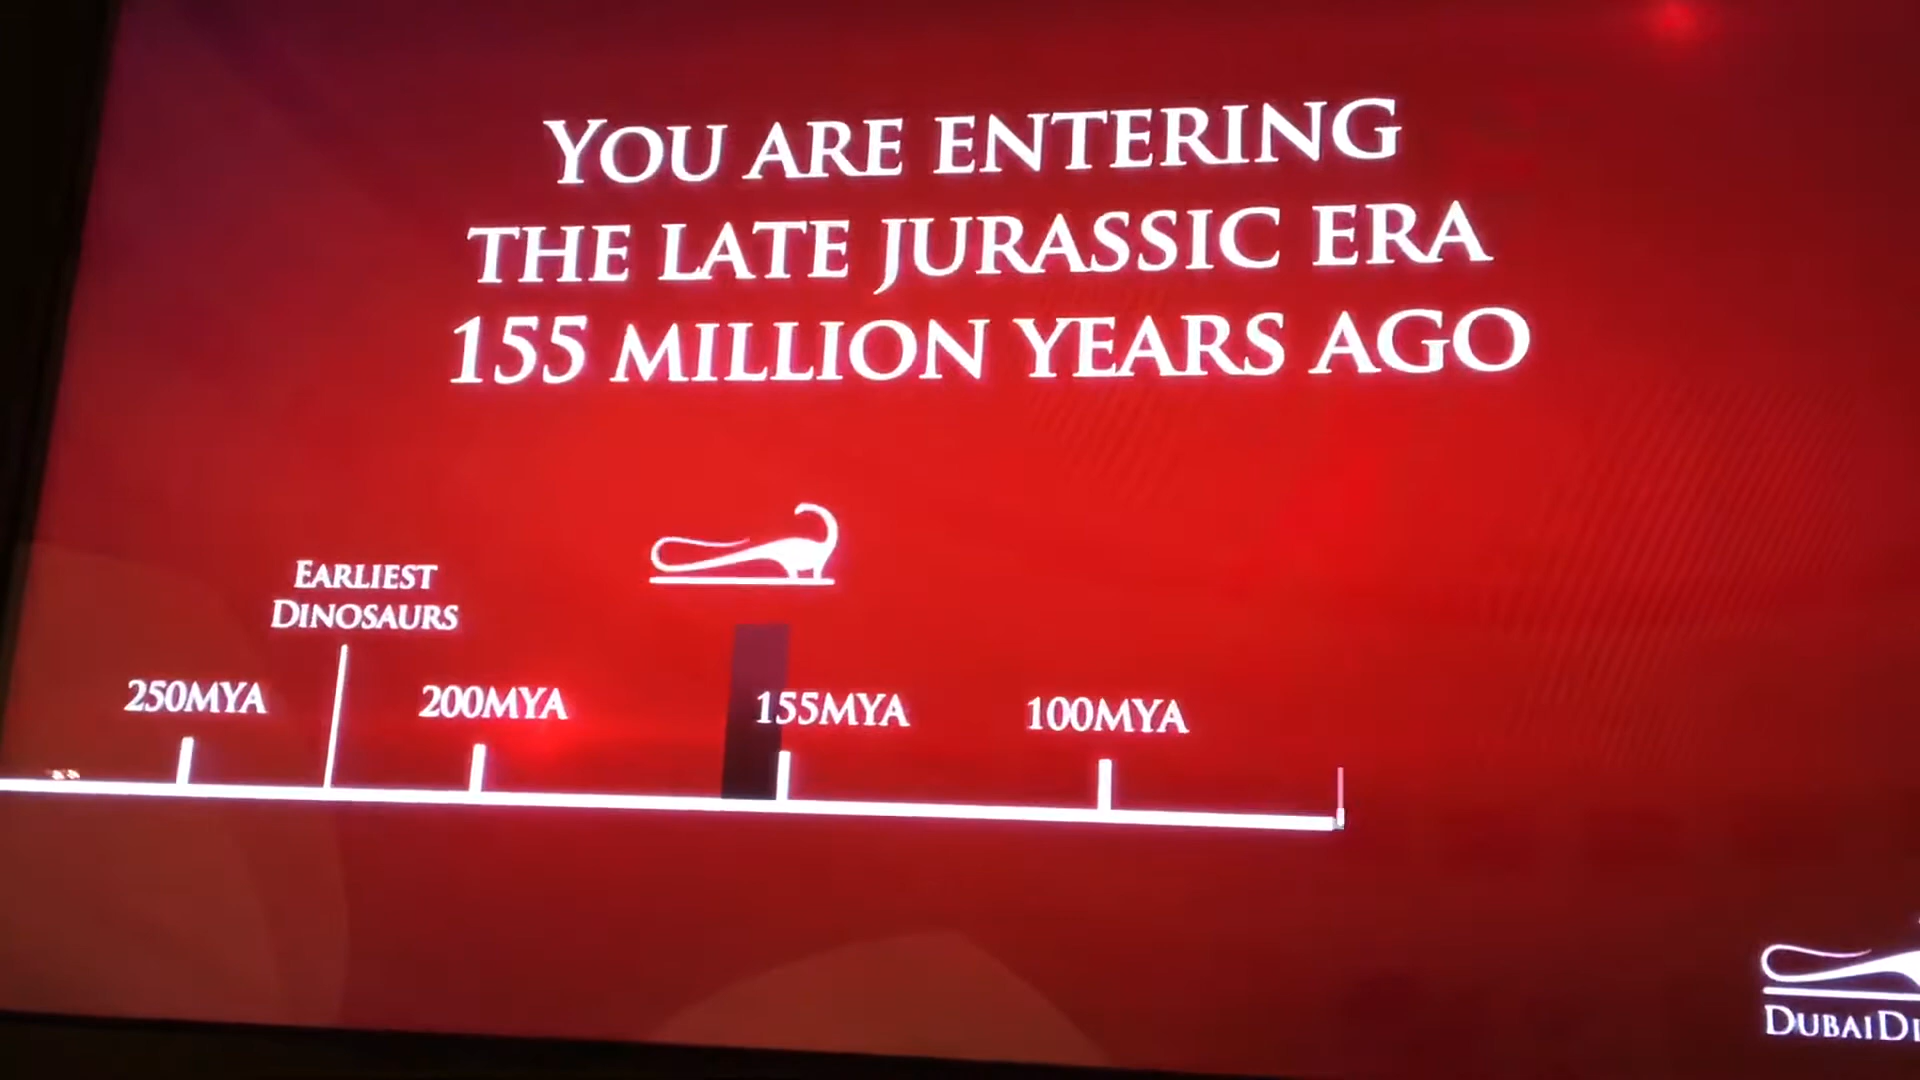 YOU ARE ENTERING
THE LATE JURASSIC ERA
155 MILLION YEARS AGO
EARLIEST
DINOSAURS
250MYA
200MYA
155MYA
100MYA